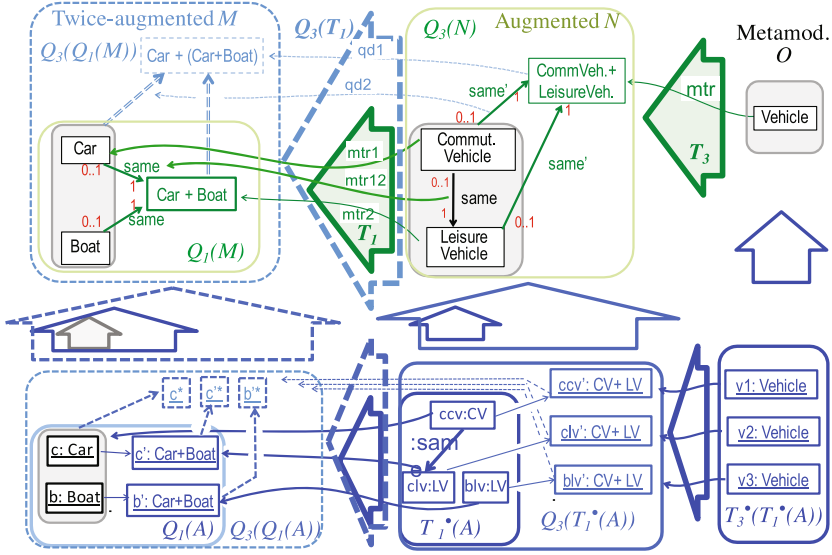 Twice-augmented M
Q3(T1)
Q3(N)
Augmented N
Metamod.
O
Q3(Q1(M))
Car + (Car+Boat)
qd1
qd2
CommVeh.+
LeisureVeh.
same'
1
1
mtr
Vehicle
T3
0..1
Car
0..1
same
1
Car + Boat
1
0..1
same
Boat
Q1(M)
mtr1
mtr12
mtr2
T1
Commut.
Vehicle
0..1
same
1
Leisure
Vehicle
same'
0..1
c*
c'*
b'*
c: Car
c': Car+Boat
b: Boat
b': Car+Boat
Q1(A)
Q3(Q1(A))
ccv:CV
:same
clv:LV
blv:LV
T1•(A)
ccv': CV+ LV
clv': CV+ LV
blv': CV+ LV
Q3(T1•(A))
v1: Vehicle
v2: Vehicle
v3: Vehicle
T3•(T1•(A))